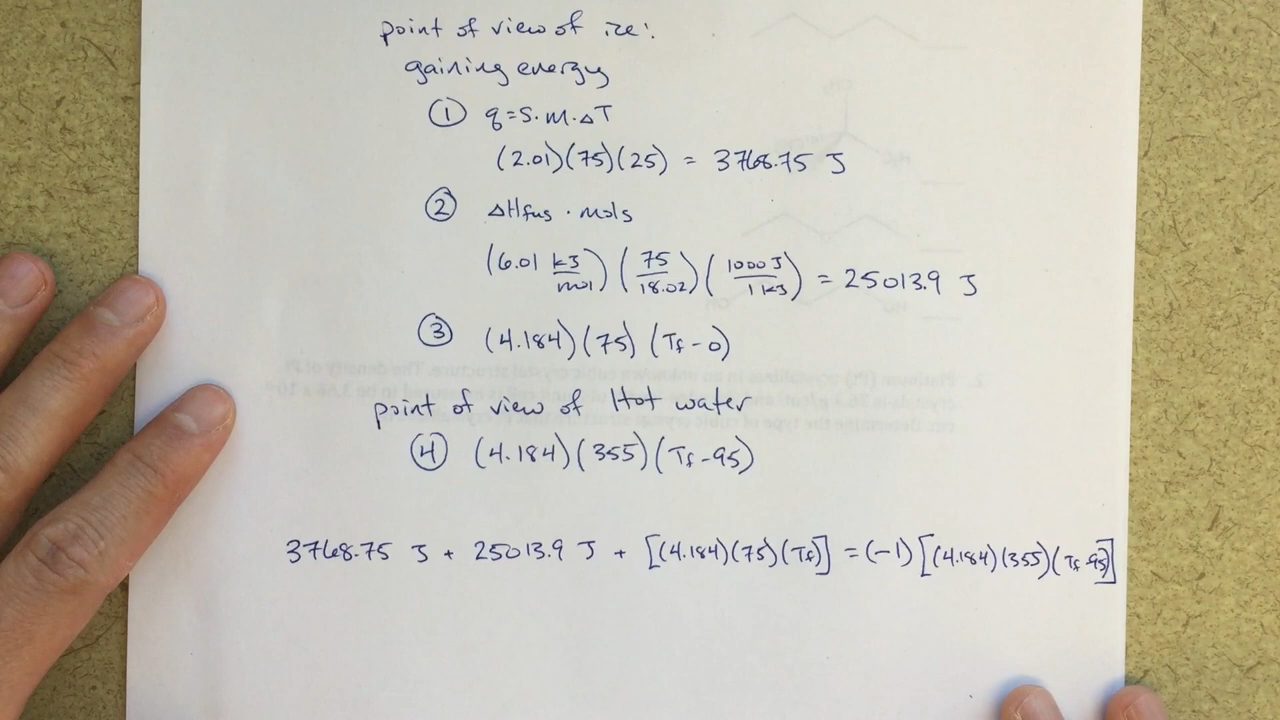 point of view of ice:
gaining energy
① q=S·m·ΔT
(2.01)(75)(25) = 3768.75 J
② ΔHfus · mols
(6.01 kJ/mol)(75/18.02)(1000 J/1 kJ) = 25013.9 J
③ (4.184)(75)(Tf-0)
point of view of Hot water
④ (4.184)(355)(Tf-95)
3768.75 J + 25013.9 J + [(4.184)(75)(Tf)] = (-1)[(4.184)(355)(Tf-95)]